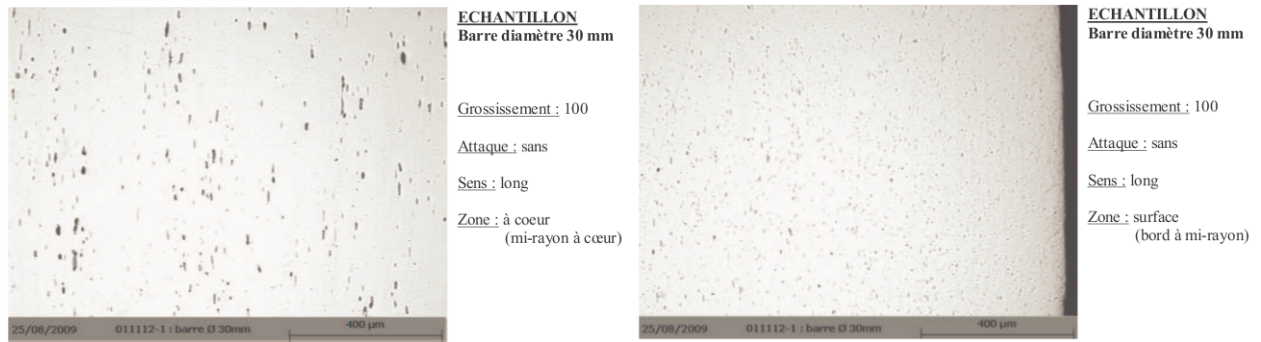 ECHANTILLON
Barre diamètre 30 mm
Grossissement : 100
Attaque : sans
Sens : long
Zone : à coeur
(mi-rayon à cœur)
25/08/2009 011112-1 : barre Ø 30mm 400 µm
ECHANTILLON
Barre diamètre 30 mm
Grossissement : 100
Attaque : sans
Sens : long
Zone : surface
(bord à mi-rayon)
25/08/2009 011112-1 : barre Ø 30mm 400 µm